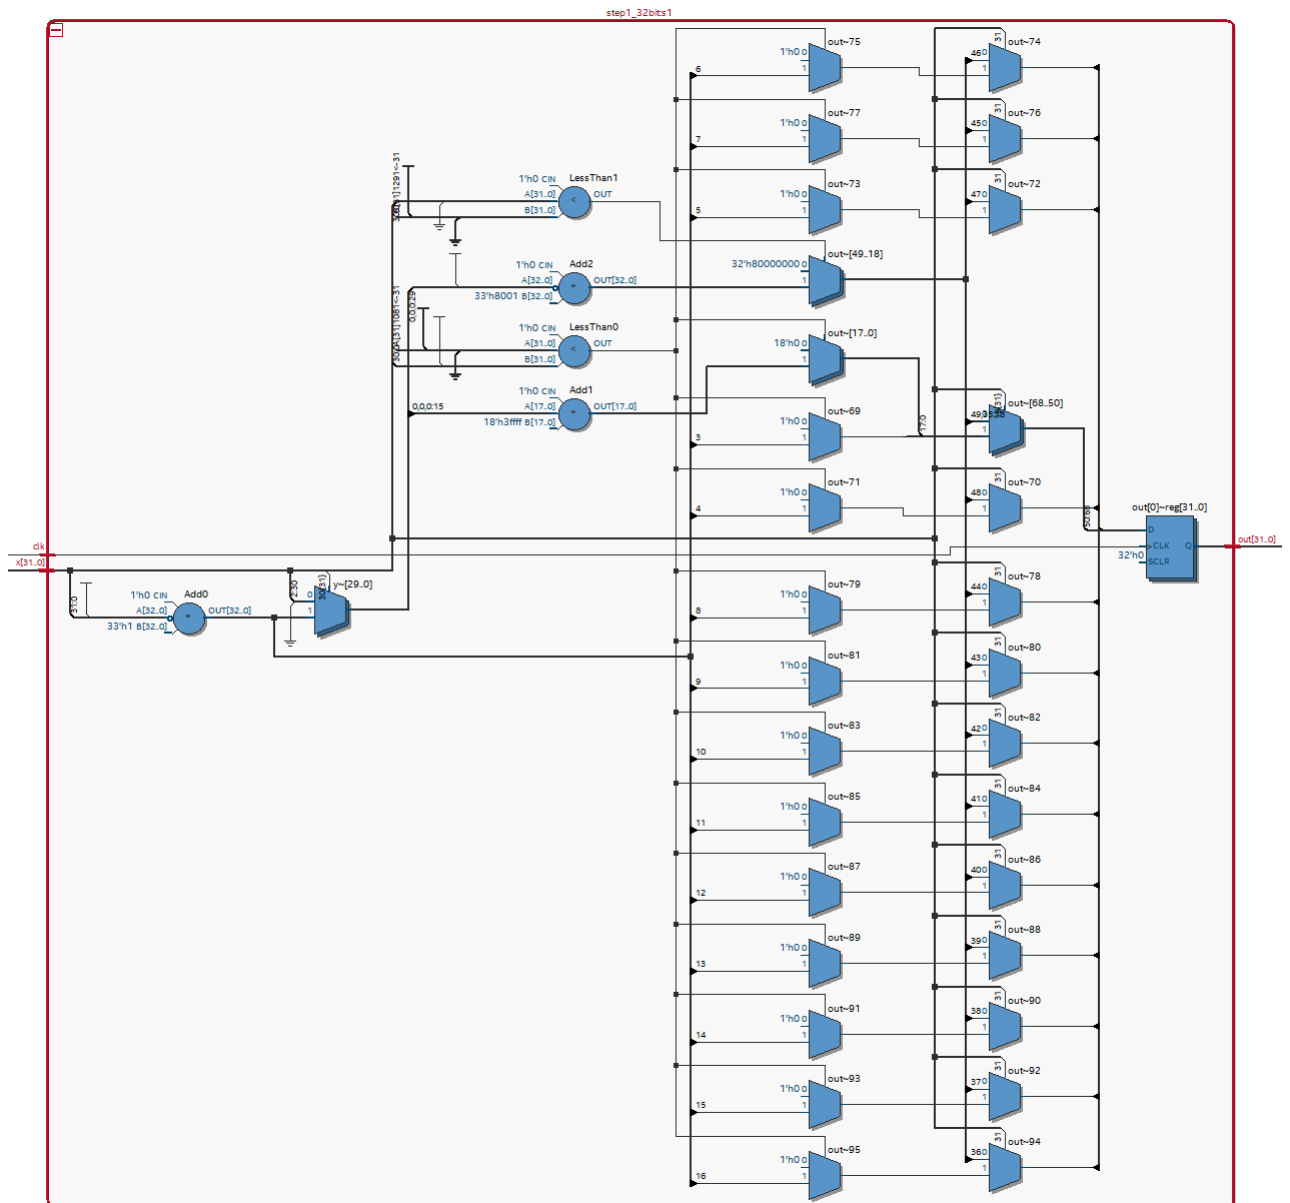 step1_32bits1
out~75
1'h0 0
1
6
out~74
31
460
1
out~77
1'h0 0
1
7
out~76
31
450
1
out~73
1'h0 0
1
5
out~72
31
470
1
LessThan1
1'h0 CIN
A[31..0]
B[31..0]
<
OUT
out~[49..18]
32'h80000000 0
1
Add2
1'h0 CIN
A[32..0]
33'h8001 B[32..0]
+
OUT[32..0]
LessThan0
1'h0 CIN
A[31..0]
B[31..0]
<
OUT
out~[17..0]
18'h0 0
1
Add1
1'h0 CIN
A[17..0]
18'h3ffff B[17..0]
+
OUT[17..0]
0,0,0:15
out~69
1'h0 0
1
3
17:0
out~[68..50]
1
out~71
1'h0 0
1
4
out~70
31
480
1
out[0]~reg[31..0]
D
CLK
32'h0
SCLR
Q
out[31..0]
clk
x[31..0]
31:0
Add0
1'h0 CIN
A[32..0]
33'h1 B[32..0]
+
OUT[32..0]
2:30
y~[29..0]
0
1
out~79
1'h0 0
1
8
out~78
31
440
1
out~81
1'h0 0
1
9
out~80
31
430
1
out~83
1'h0 0
1
10
out~82
31
420
1
out~85
1'h0 0
1
11
out~84
31
410
1
out~87
1'h0 0
1
12
out~86
31
400
1
out~89
1'h0 0
1
13
out~88
31
390
1
out~91
1'h0 0
1
14
out~90
31
380
1
out~93
1'h0 0
1
15
out~92
31
370
1
out~95
1'h0 0
1
16
out~94
31
360
1